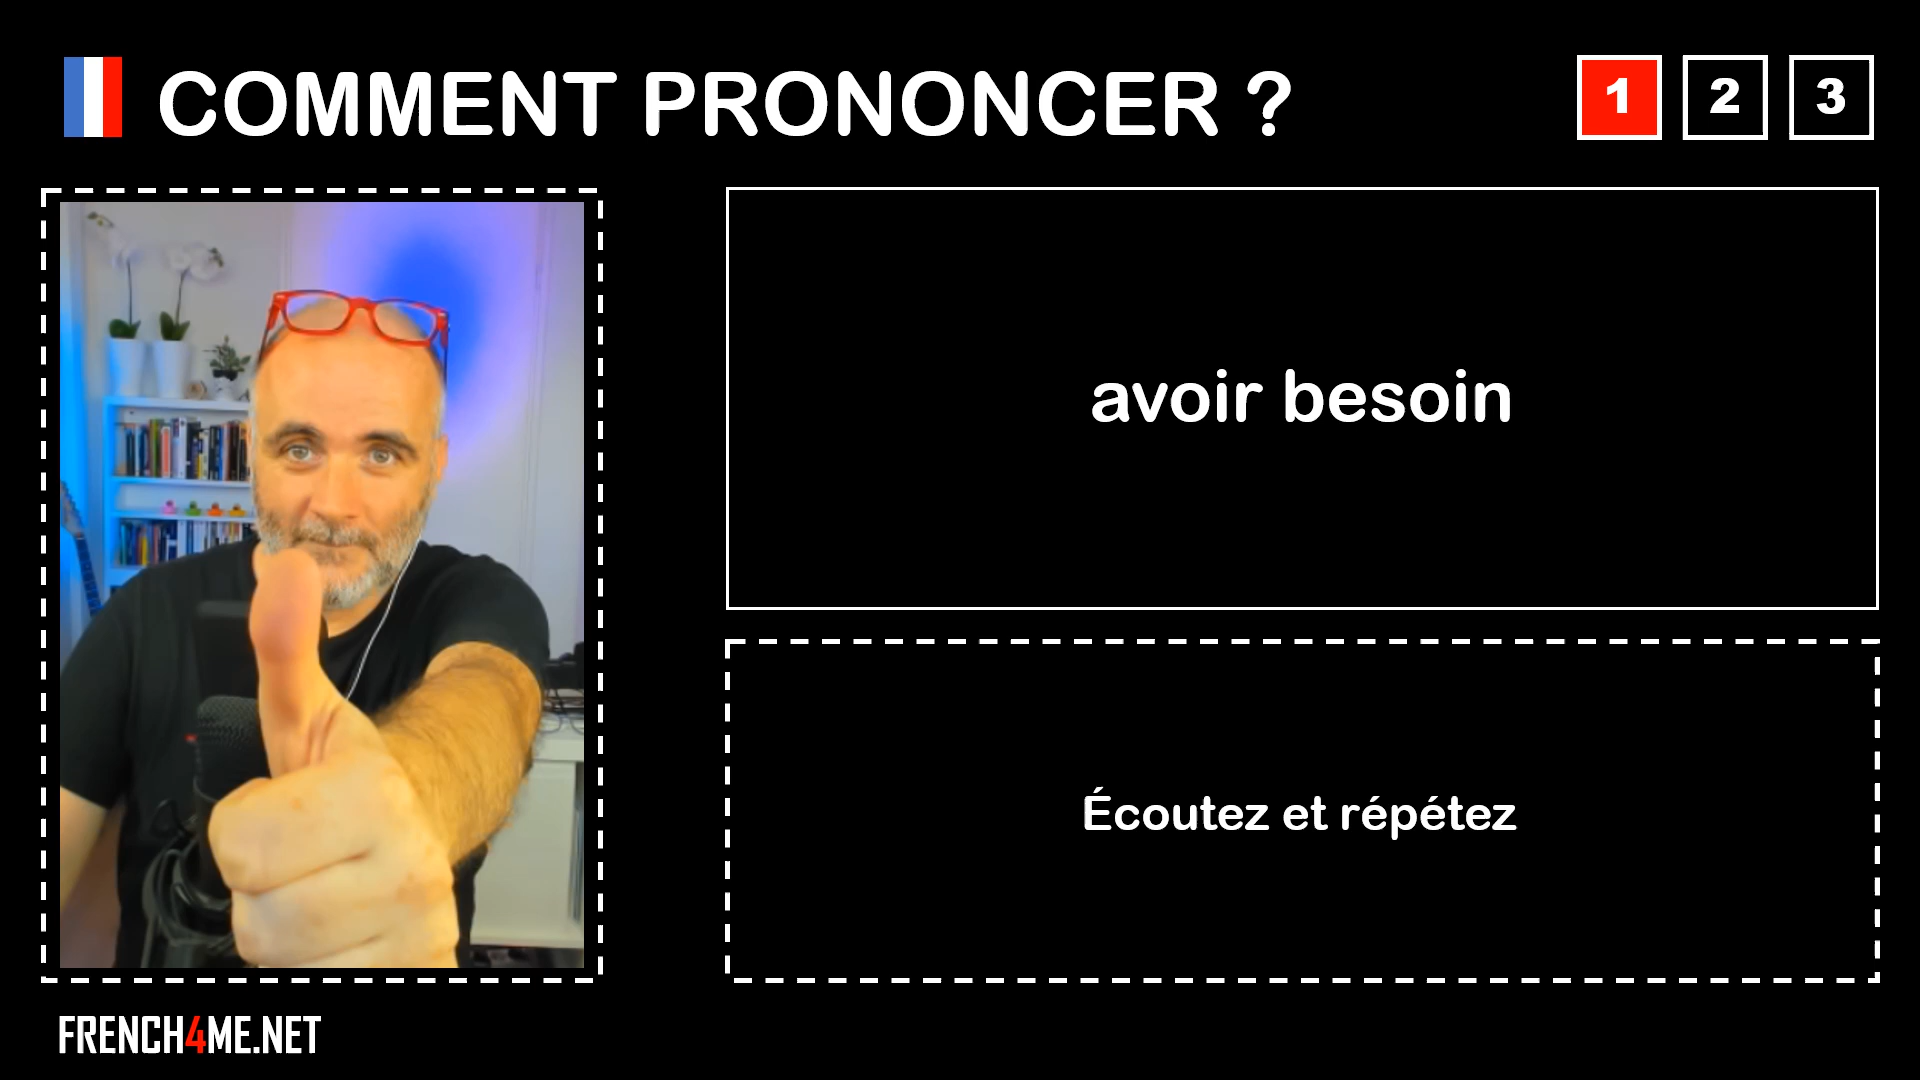 COMMENT PRONONCER ?
1 2 3
avoir besoin
Écoutez et répétez
FRENCH4ME.NET